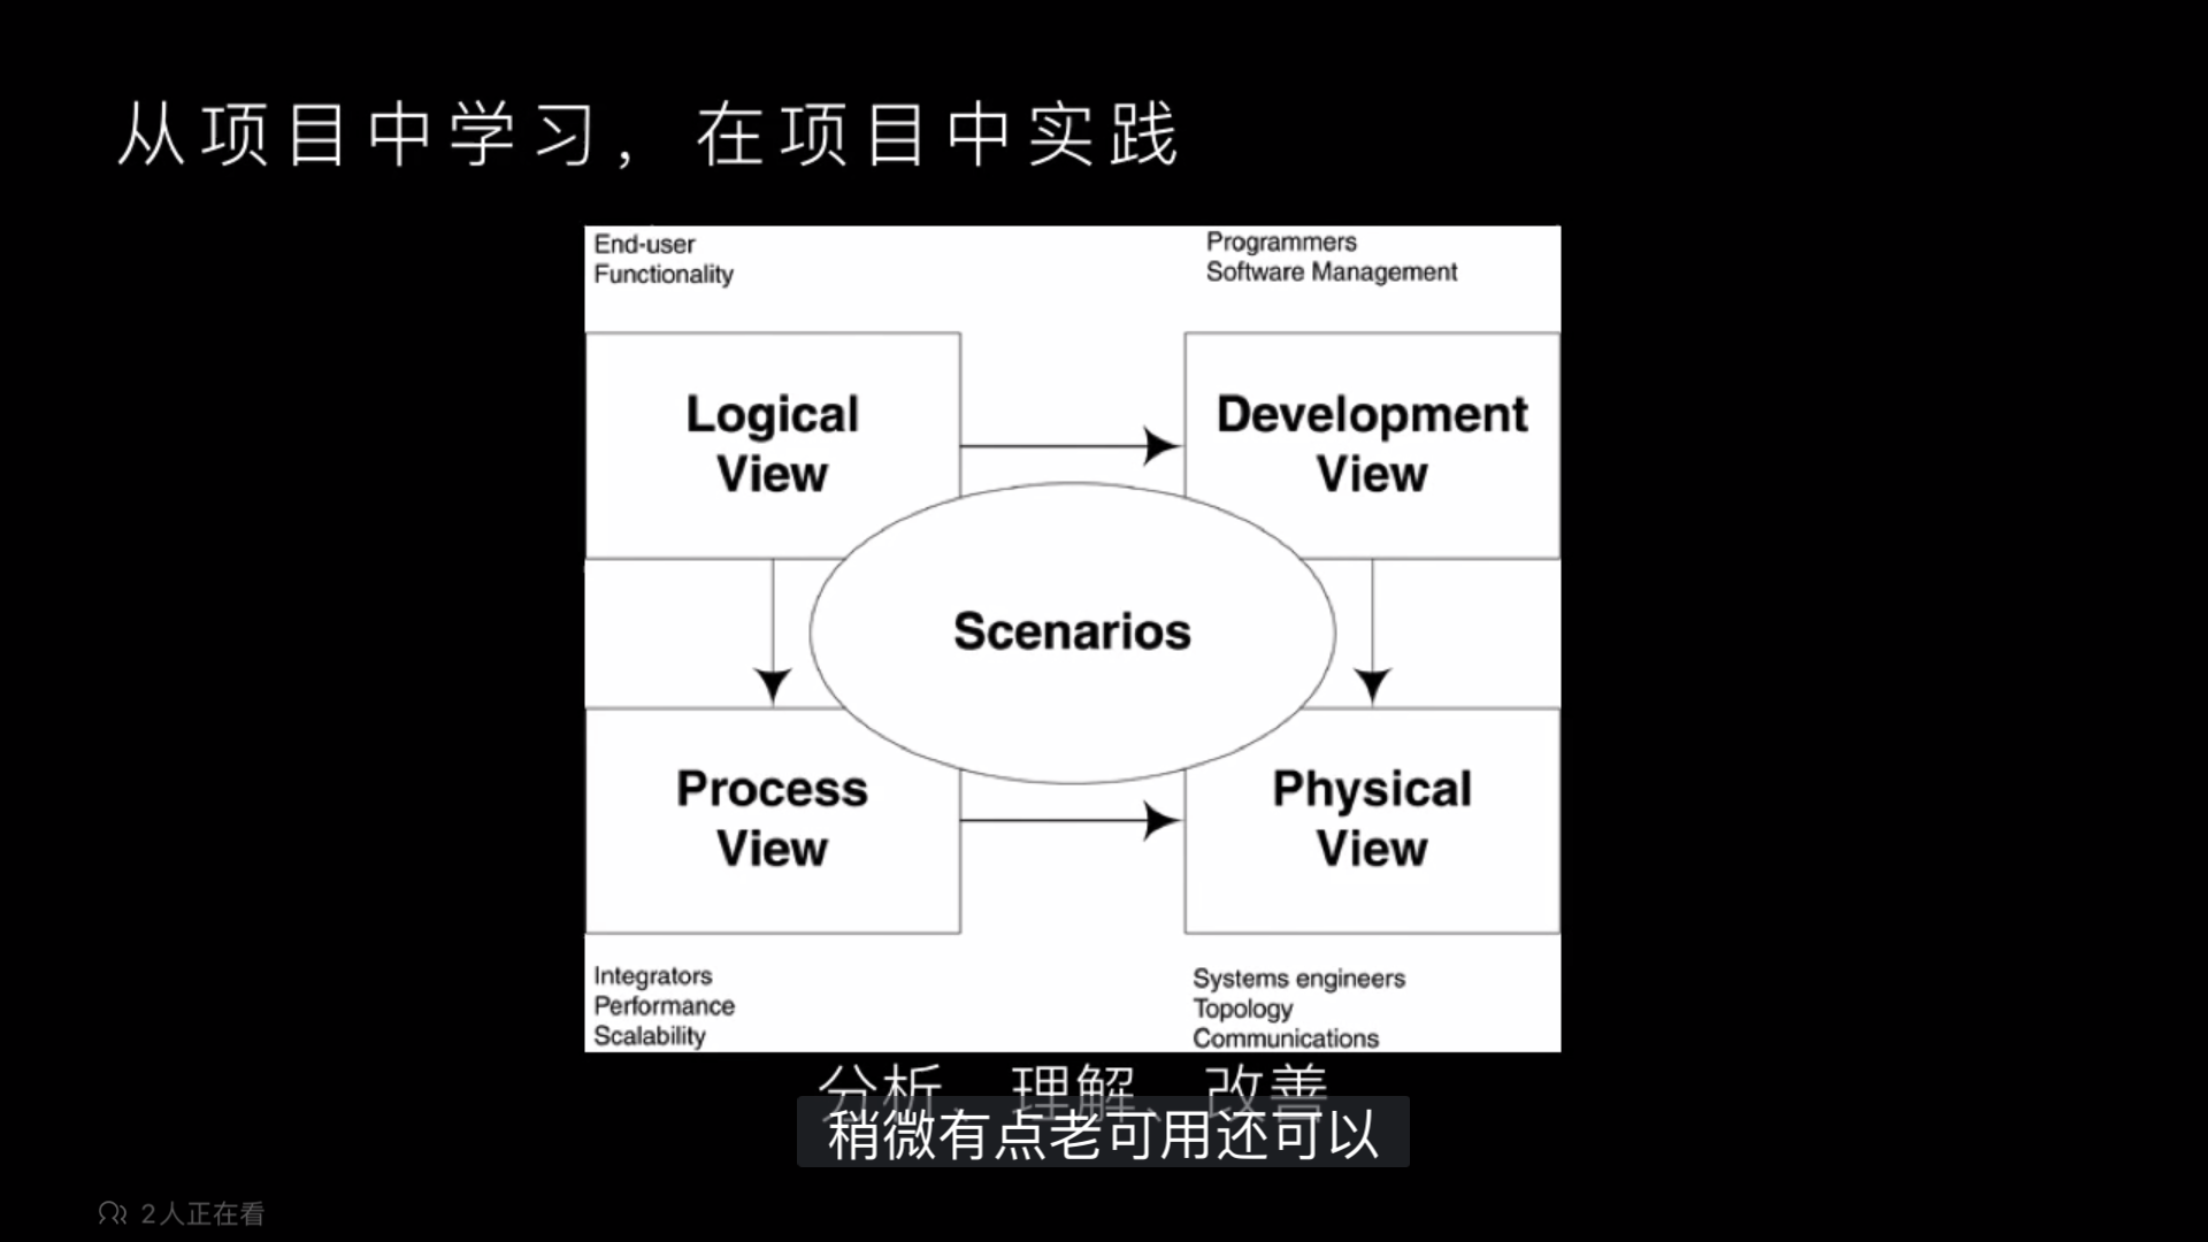 从项目中学习，在项目中实践
End-user
Functionality
Programmers
Software Management
Logical
View
Development
View
Scenarios
Process
View
Physical
View
Integrators
Performance
Scalability
Systems engineers
Topology
Communications
分析、理解、改善
稍微有点老可用还可以
2人正在看